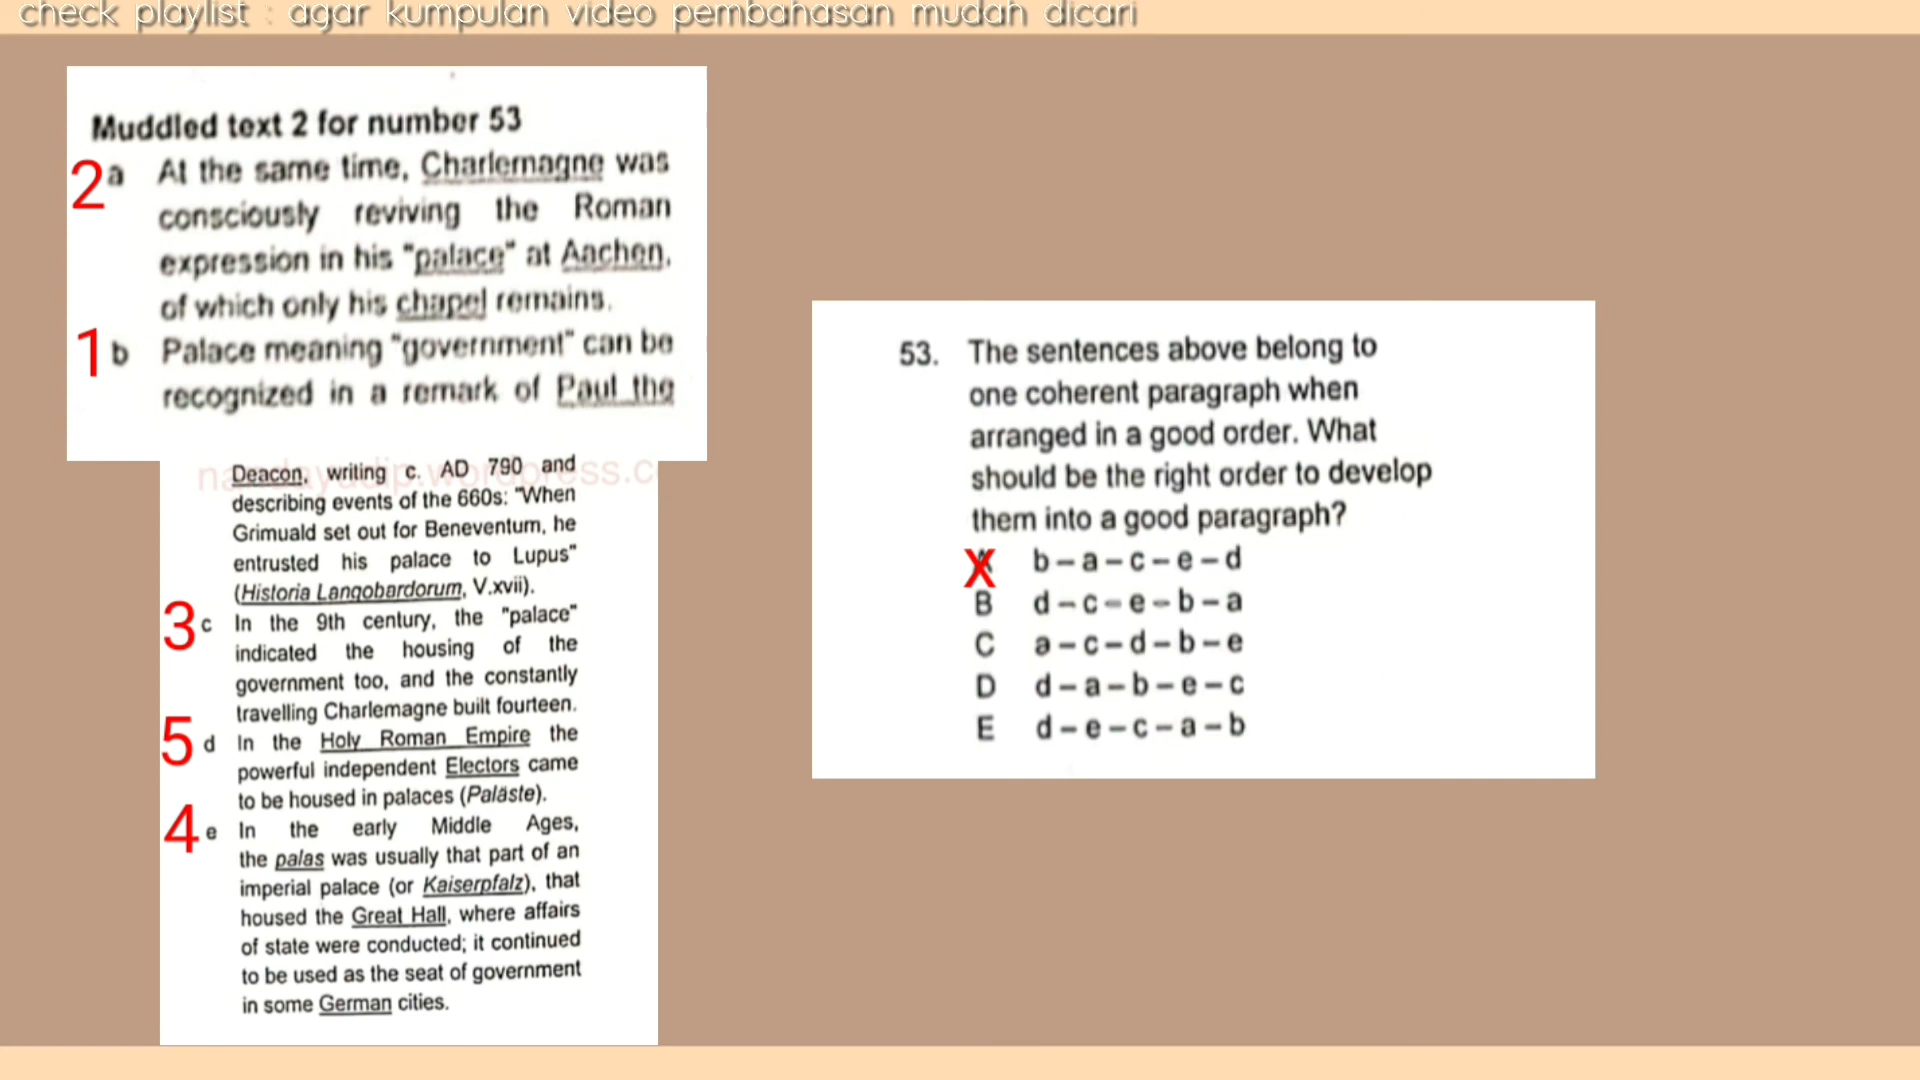 check playlist : agar kumpulan video pembahasan mudah dicari
Muddled text 2 for number 53
2 a At the same time, Charlemagne was
consciously reviving the Roman
expression in his "palace" at Aachen,
of which only his chapel remains.
1 b Palace meaning "government" can be
recognized in a remark of Paul the
Deacon, writing c. AD 790 and
describing events of the 660s: "When
Grimuald set out for Beneventum, he
entrusted his palace to Lupus"
(Historia Langobardorum, V.xvii).
3 c In the 9th century, the "palace"
indicated the housing of the
government too, and the constantly
travelling Charlemagne built fourteen.
5 d In the Holy Roman Empire the
powerful independent Electors came
to be housed in palaces (Paläste).
4 e In the early Middle Ages,
the palas was usually that part of an
imperial palace (or Kaiserpfalz), that
housed the Great Hall, where affairs
of state were conducted; it continued
to be used as the seat of government
in some German cities.
53. The sentences above belong to
one coherent paragraph when
arranged in a good order. What
should be the right order to develop
them into a good paragraph?
X b – a – c – e – d
B d – c – e – b – a
C a – c – d – b – e
D d – a – b – e – c
E d – e – c – a – b